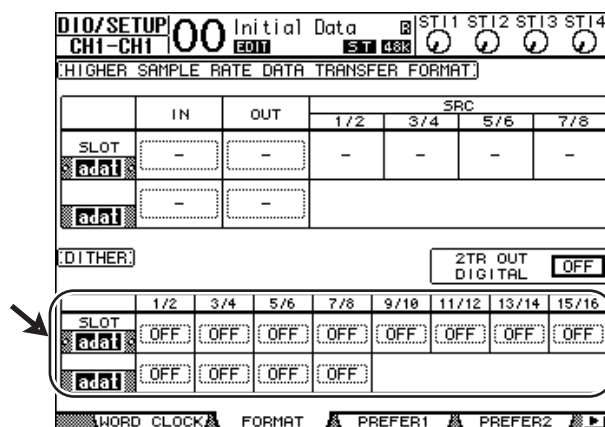 DIO/SETUP 00 Initial Data ST1 ST2 ST3 ST4
CH1-CH1 EDIT ST 48K
HIGHER SAMPLE RATE DATA TRANSFER FORMAT
IN OUT SRC
1/2 3/4 5/6 7/8
SLOT
adat - - - - - -
adat - -
DITHER
2TR OUT DIGITAL OFF
1/2 3/4 5/6 7/8 9/10 11/12 13/14 15/16
SLOT
adat OFF OFF OFF OFF OFF OFF OFF OFF
adat OFF OFF OFF OFF
WORD CLOCK FORMAT PREFER1 PREFER2